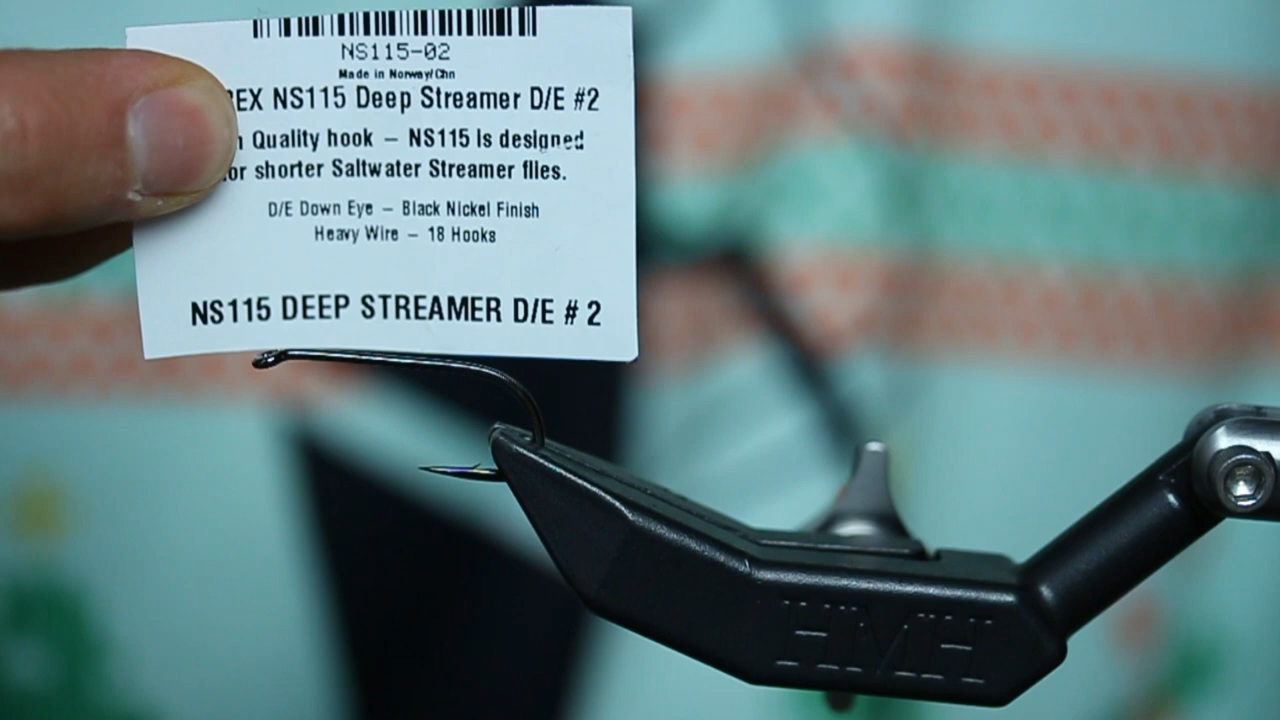 NS115-02
Made in Norway/Chn
EX NS115 Deep Streamer D/E #2
Quality hook – NS115 is designed
or shorter Saltwater Streamer flies.
D/E Down Eye – Black Nickel Finish
Heavy Wire – 18 Hooks
NS115 DEEP STREAMER D/E # 2
HMH